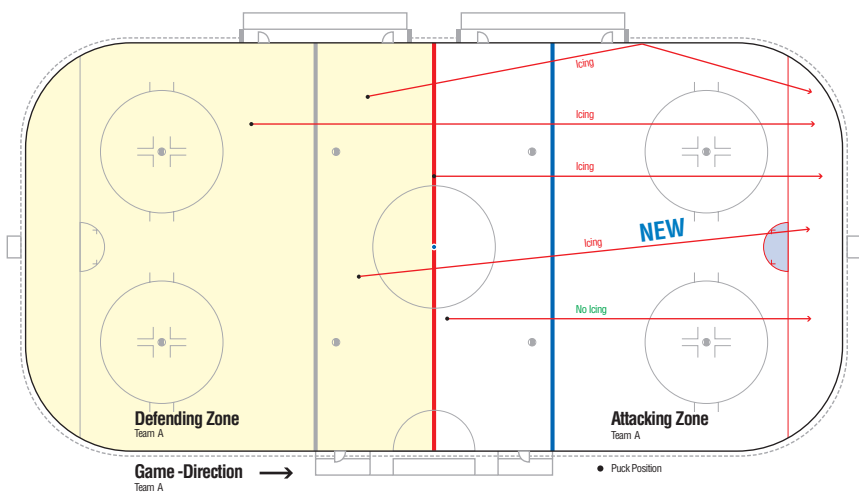 Icing
Icing
Icing
NEW
Icing
No Icing
Defending Zone
Team A
Attacking Zone
Team A
Game -Direction
Team A
Puck Position